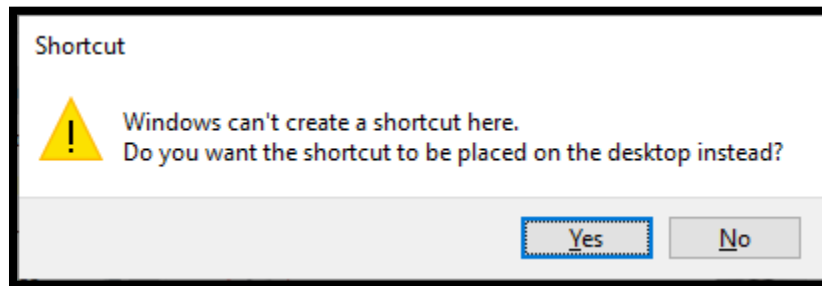 Shortcut
Windows can't create a shortcut here.
Do you want the shortcut to be placed on the desktop instead?
Yes No